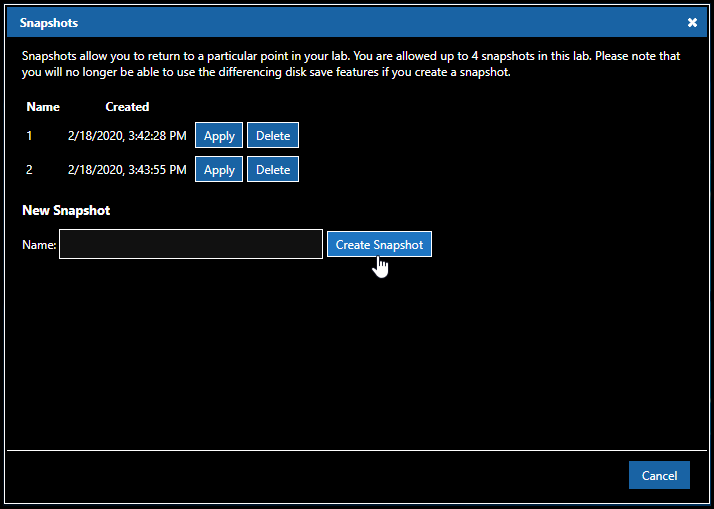 Snapshots
Snapshots allow you to return to a particular point in your lab. You are allowed up to 4 snapshots in this lab. Please note that
you will no longer be able to use the differencing disk save features if you create a snapshot.
Name Created
1 2/18/2020, 3:42:28 PM Apply Delete
2 2/18/2020, 3:43:55 PM Apply Delete
New Snapshot
Name: Create Snapshot
Cancel